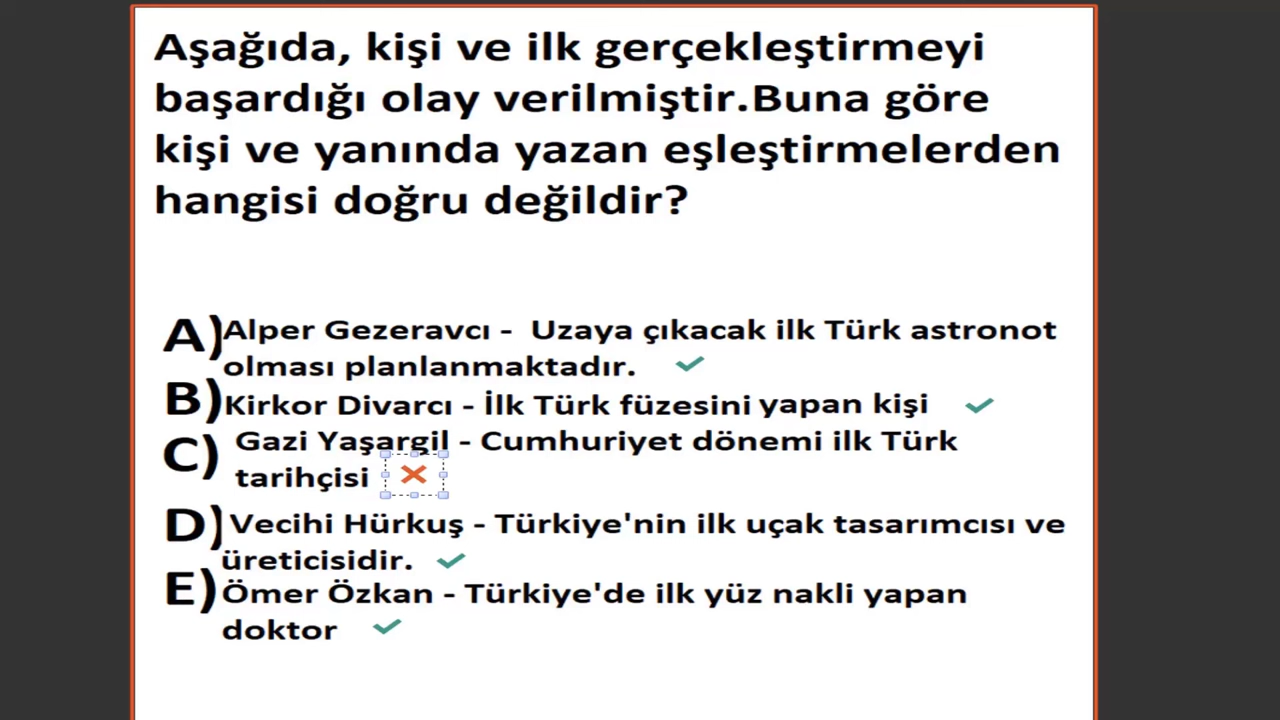 Aşağıda, kişi ve ilk gerçekleştirmeyi
başardığı olay verilmiştir.Buna göre
kişi ve yanında yazan eşleştirmelerden
hangisi doğru değildir?
A) Alper Gezeravcı - Uzaya çıkacak ilk Türk astronot
olması planlanmaktadır.
B) Kirkor Divarcı - İlk Türk füzesini yapan kişi
C) Gazi Yaşargil - Cumhuriyet dönemi ilk Türk
tarihçisi
D) Vecihi Hürkuş - Türkiye'nin ilk uçak tasarımcısı ve
üreticisidir.
E) Ömer Özkan - Türkiye'de ilk yüz nakli yapan
doktor